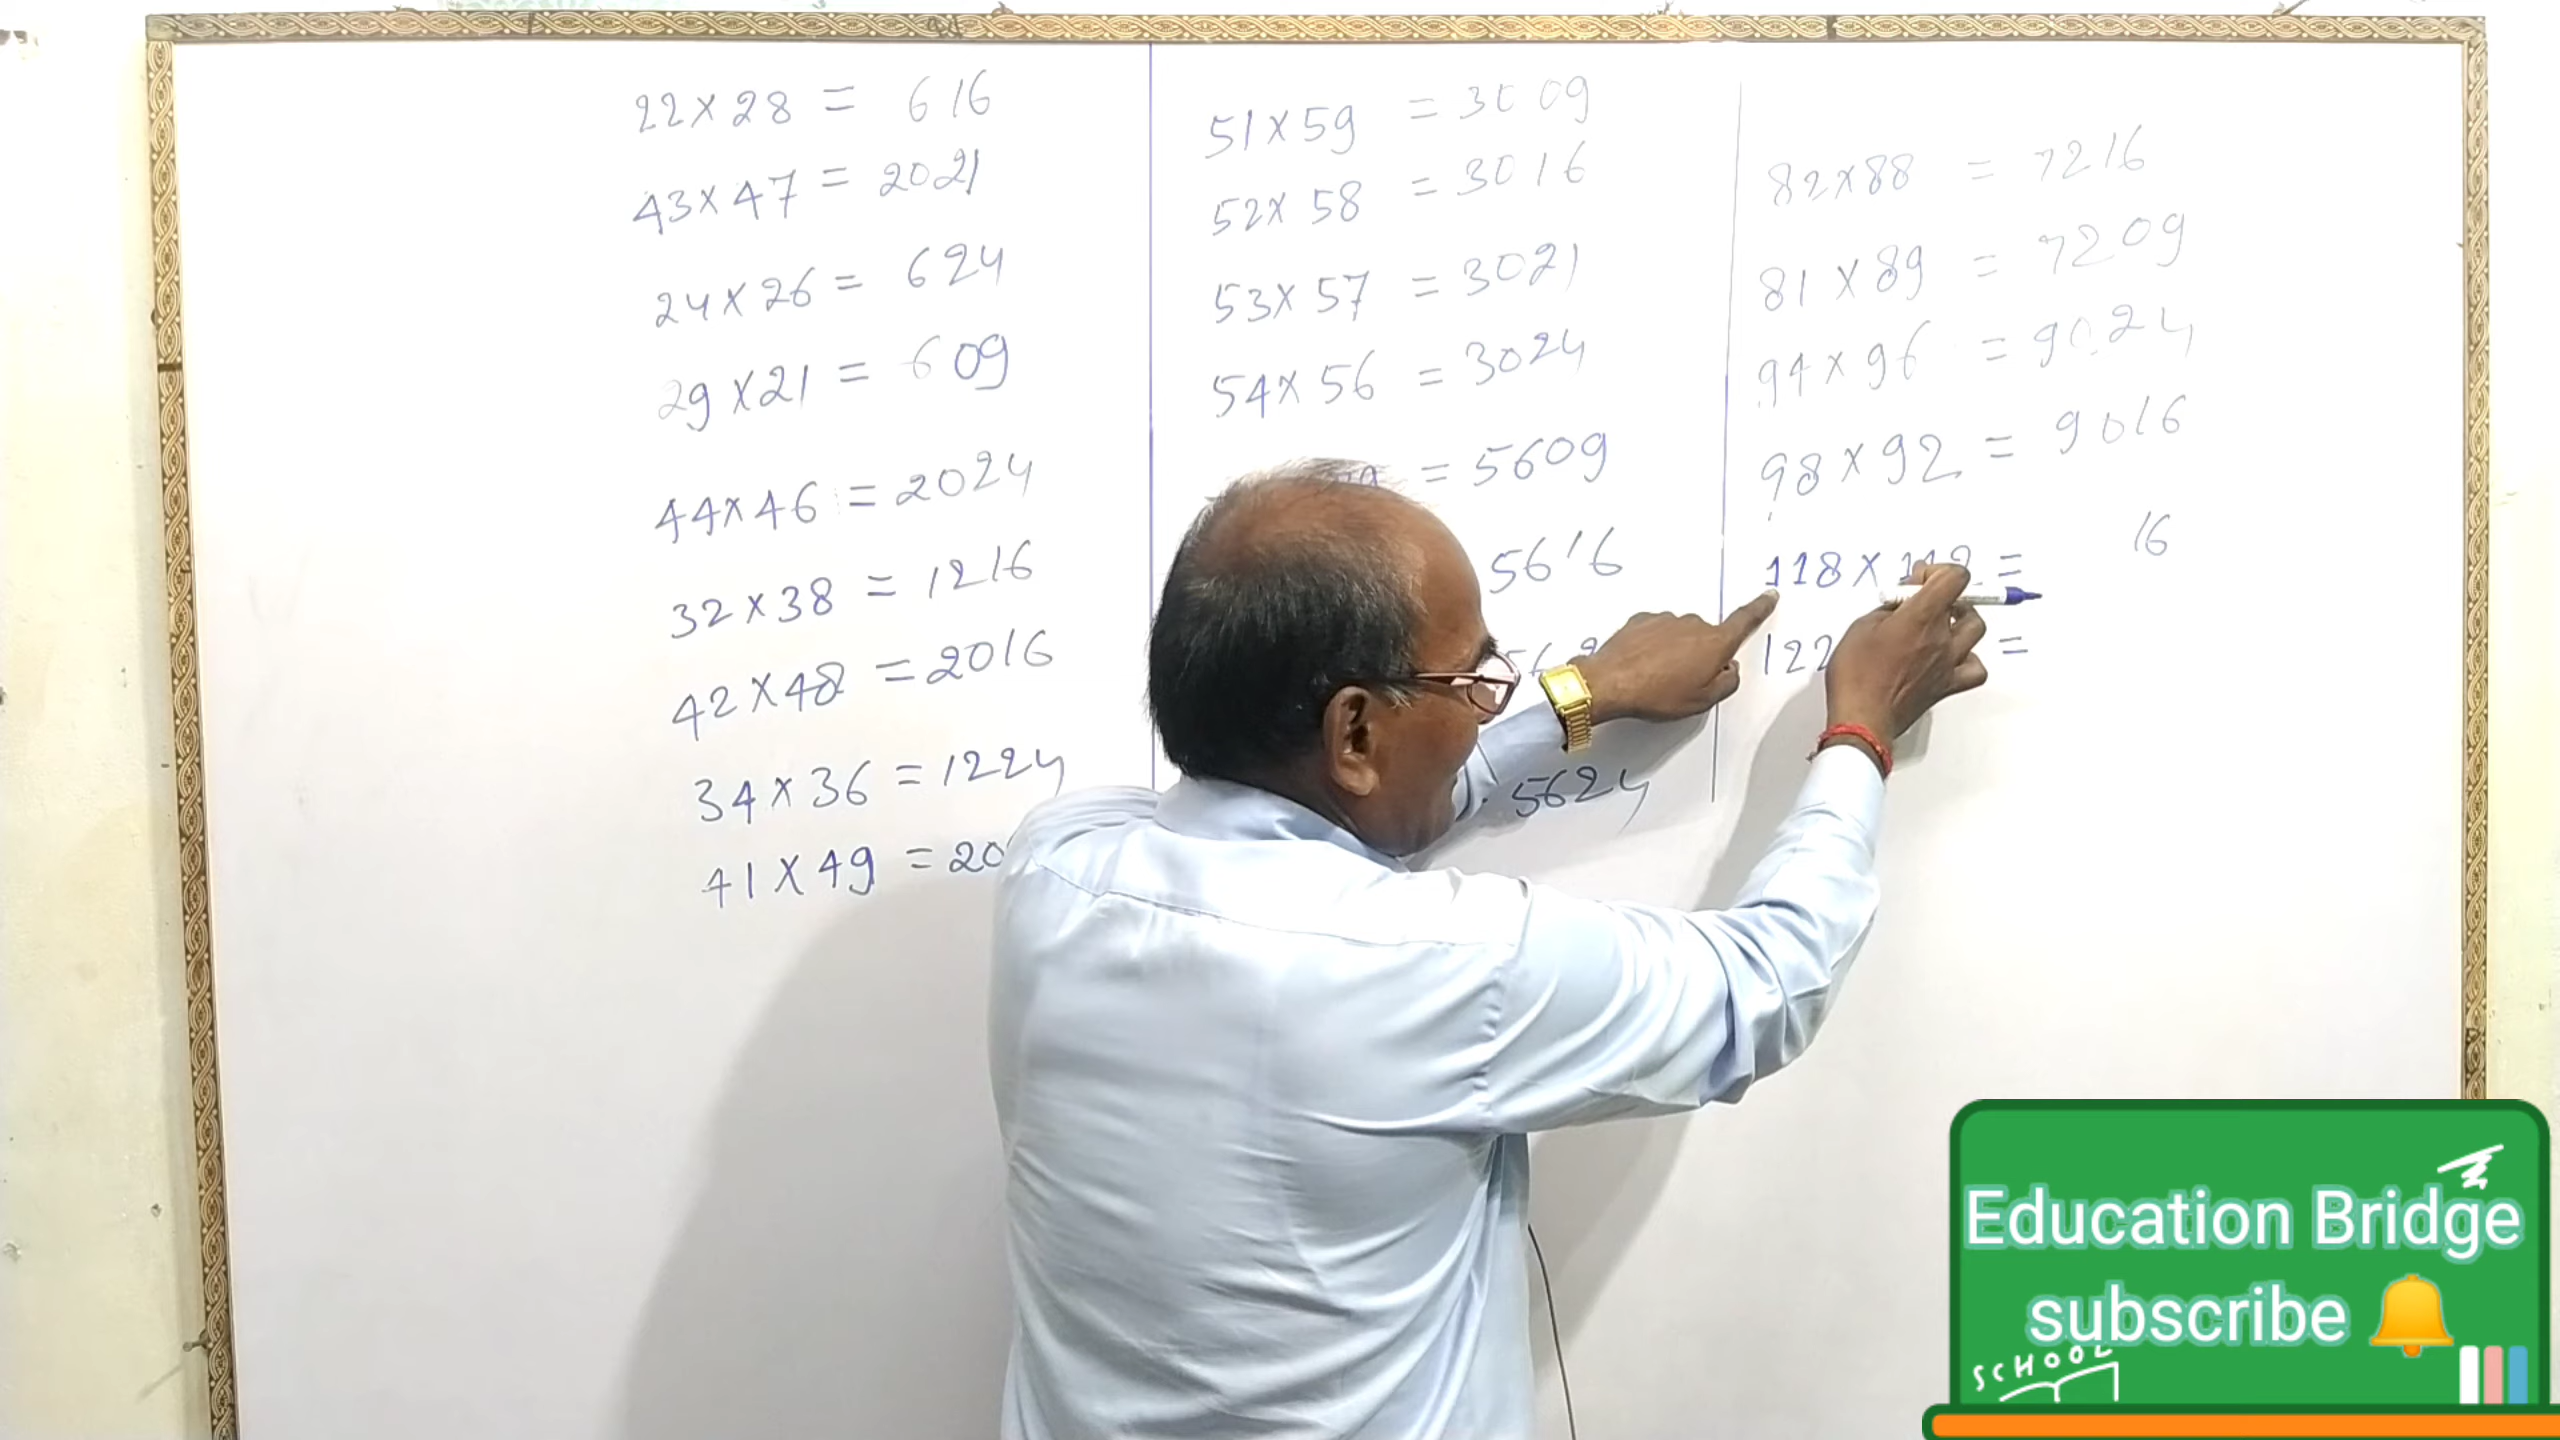 22 × 28 = 616
43 × 47 = 2021
24 × 26 = 624
29 × 21 = 609
44 × 46 = 2024
32 × 38 = 1216
42 × 48 = 2016
34 × 36 = 1224
41 × 49 = 20
51 × 59 = 3009
52 × 58 = 3016
53 × 57 = 3021
54 × 56 = 3024
= 5609
5616
5624
82 × 88 = 7216
81 × 89 = 7209
94 × 96 = 9024
98 × 92 = 9016
118 × 112 = 16
122 =
Education Bridge
subscribe 🔔
SCHOOL